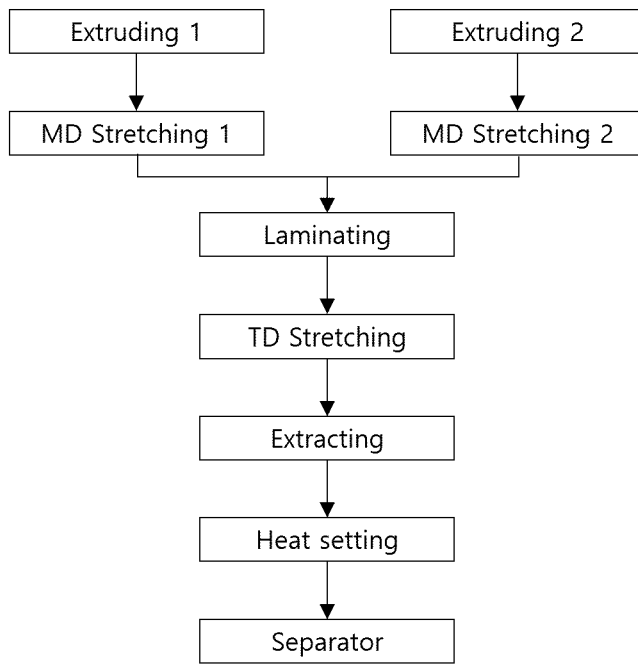 Extruding 1
Extruding 2
MD Stretching 1
MD Stretching 2
Laminating
TD Stretching
Extracting
Heat setting
Separator